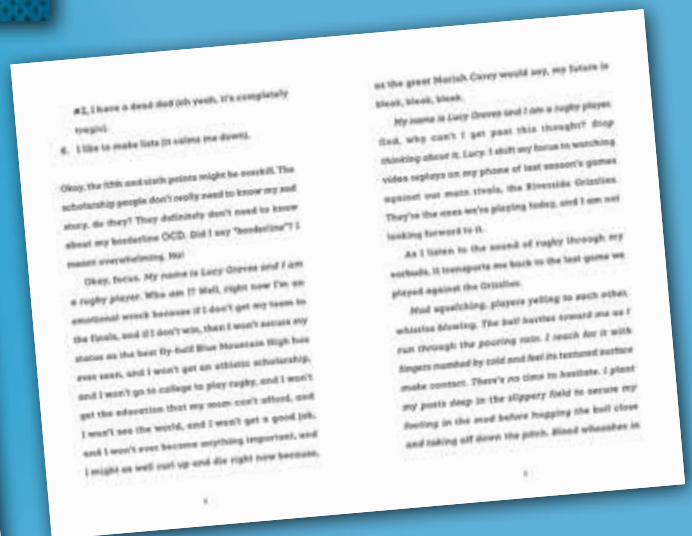 #2, I have a dead dad (oh yeah, it's completely
tragic).
6. I like to make lists (it calms me down).
Okay, the fifth and sixth points might be overkill. The
scholarship people don't really need to know my sad
story, do they? They definitely don't need to know
about my borderline OCD. Did I say "borderline"? I
meant overwhelming. Ha!
Okay, focus. My name is Lucy Graves and I am
a rugby player. Who am I? Well, right now I'm an
emotional wreck because if I don't get my team to
the finals, and if I don't win, then I won't secure my
status as the best fly-half Blue Mountain High has
ever seen, and I won't get an athletic scholarship,
and I won't go to college to play rugby, and I won't
get the education that my mom can't afford, and
I won't see the world, and I won't get a good job,
and I won't ever become anything important, and
I might as well curl up and die right now because,
as the great Mariah Carey would say, my future is
bleak, bleak, bleak.
My name is Lucy Graves and I am a rugby player.
God, why can't I get past this thought? Stop
thinking about it, Lucy. I shift my focus to watching
video replays on my phone of last season's games
against our main rivals, the Riverside Grizzlies.
They're the ones we're playing today, and I am not
looking forward to it.
As I listen to the sound of rugby through my
earbuds, it transports me back to the last game we
played against the Grizzlies.
Mud squelching, players yelling to each other,
whistles blowing. The ball hurtles toward me as I
run through the pouring rain. I reach for it with
fingers numbed by cold and feel its textured surface
make contact. There's no time to hesitate. I plant
my boots deep in the slippery field to secure my
footing in the mud before hugging the ball close
and taking off down the pitch. Blood whooshes in